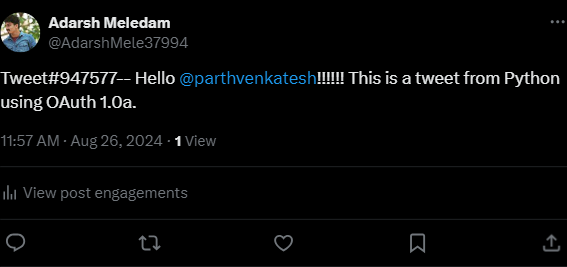 Adarsh Meledam
@AdarshMele37994
Tweet#947577-- Hello @parthvenkatesh!!!!!! This is a tweet from Python
using OAuth 1.0a.
11:57 AM · Aug 26, 2024 · 1 View
View post engagements